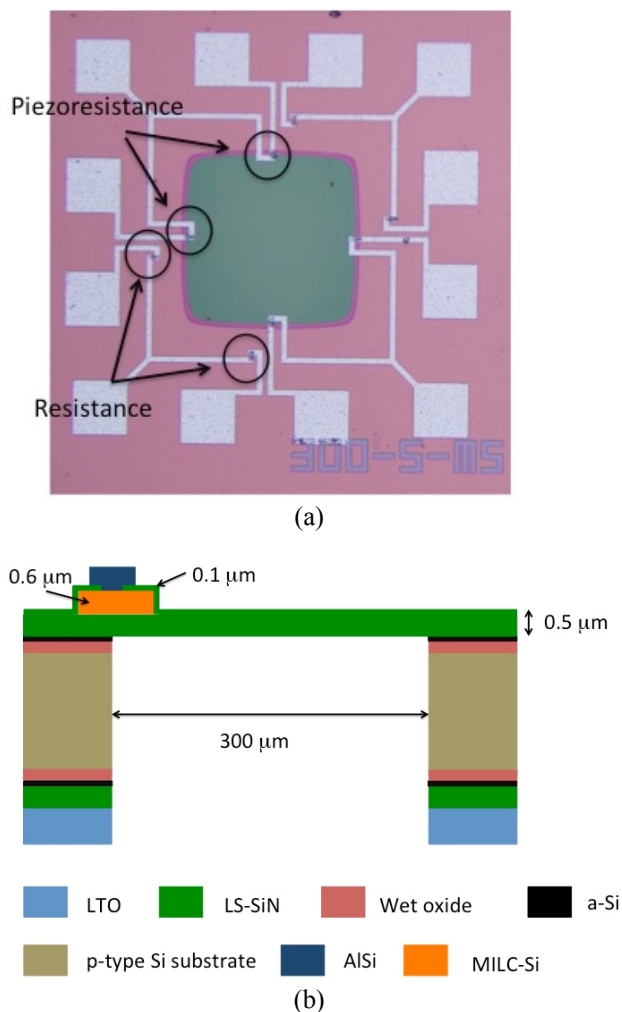 Piezoresistance
Resistance
300-S-MS
(a)
0.6 μm
0.1 μm
0.5 μm
300 μm
LTO
LS-SiN
Wet oxide
a-Si
p-type Si substrate
AlSi
MILC-Si
(b)